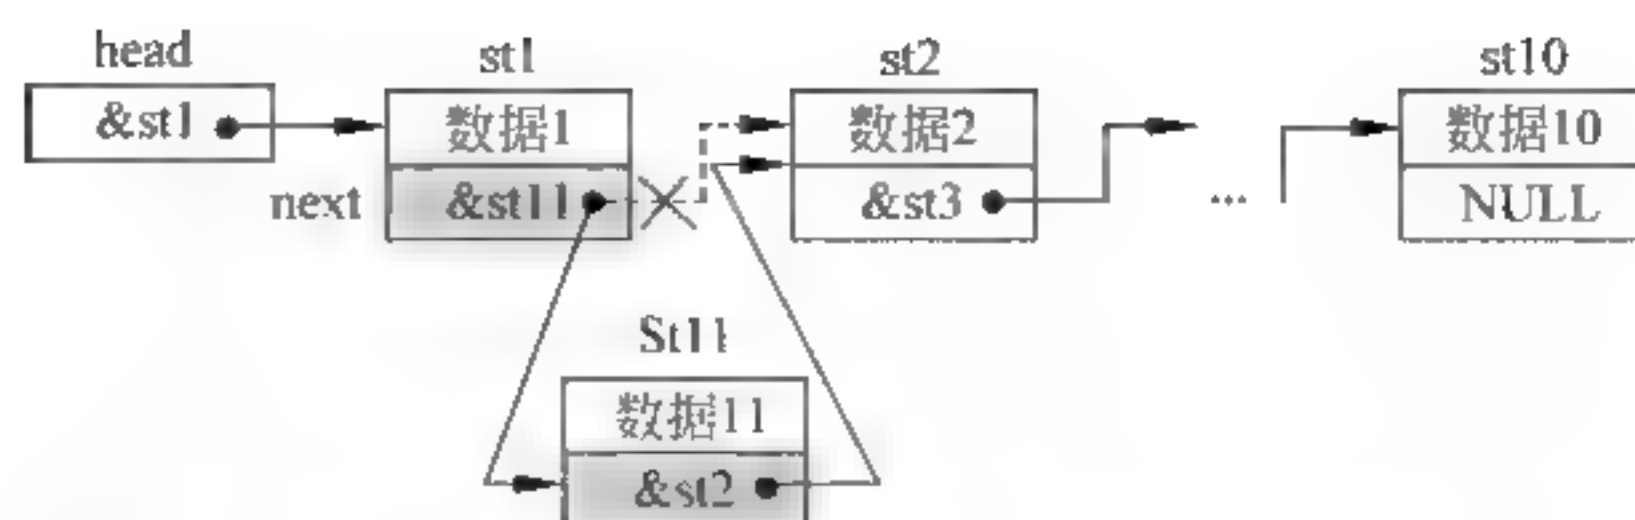 head
&st1
st1
数据1
next
&st11
st2
数据2
&st3
...
st10
数据10
NULL
St11
数据11
&st2